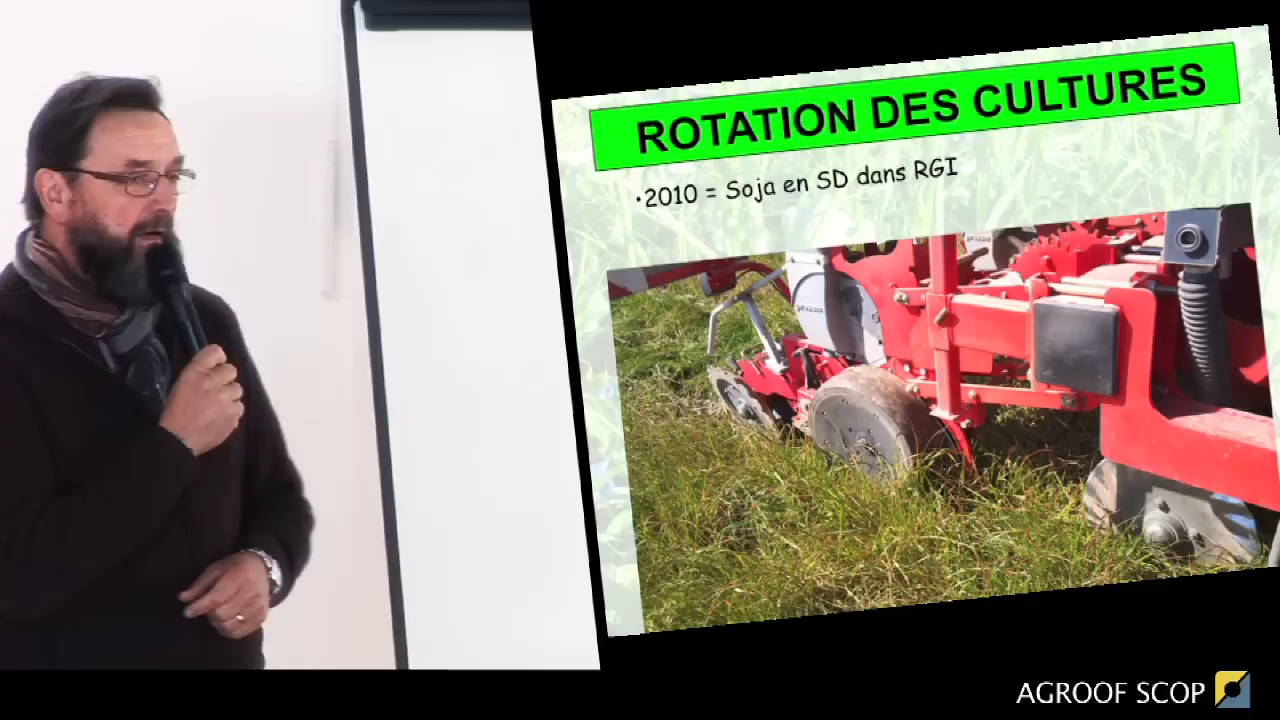 ROTATION DES CULTURES
•2010 = Soja en SD dans RGI
AGROOF SCOP